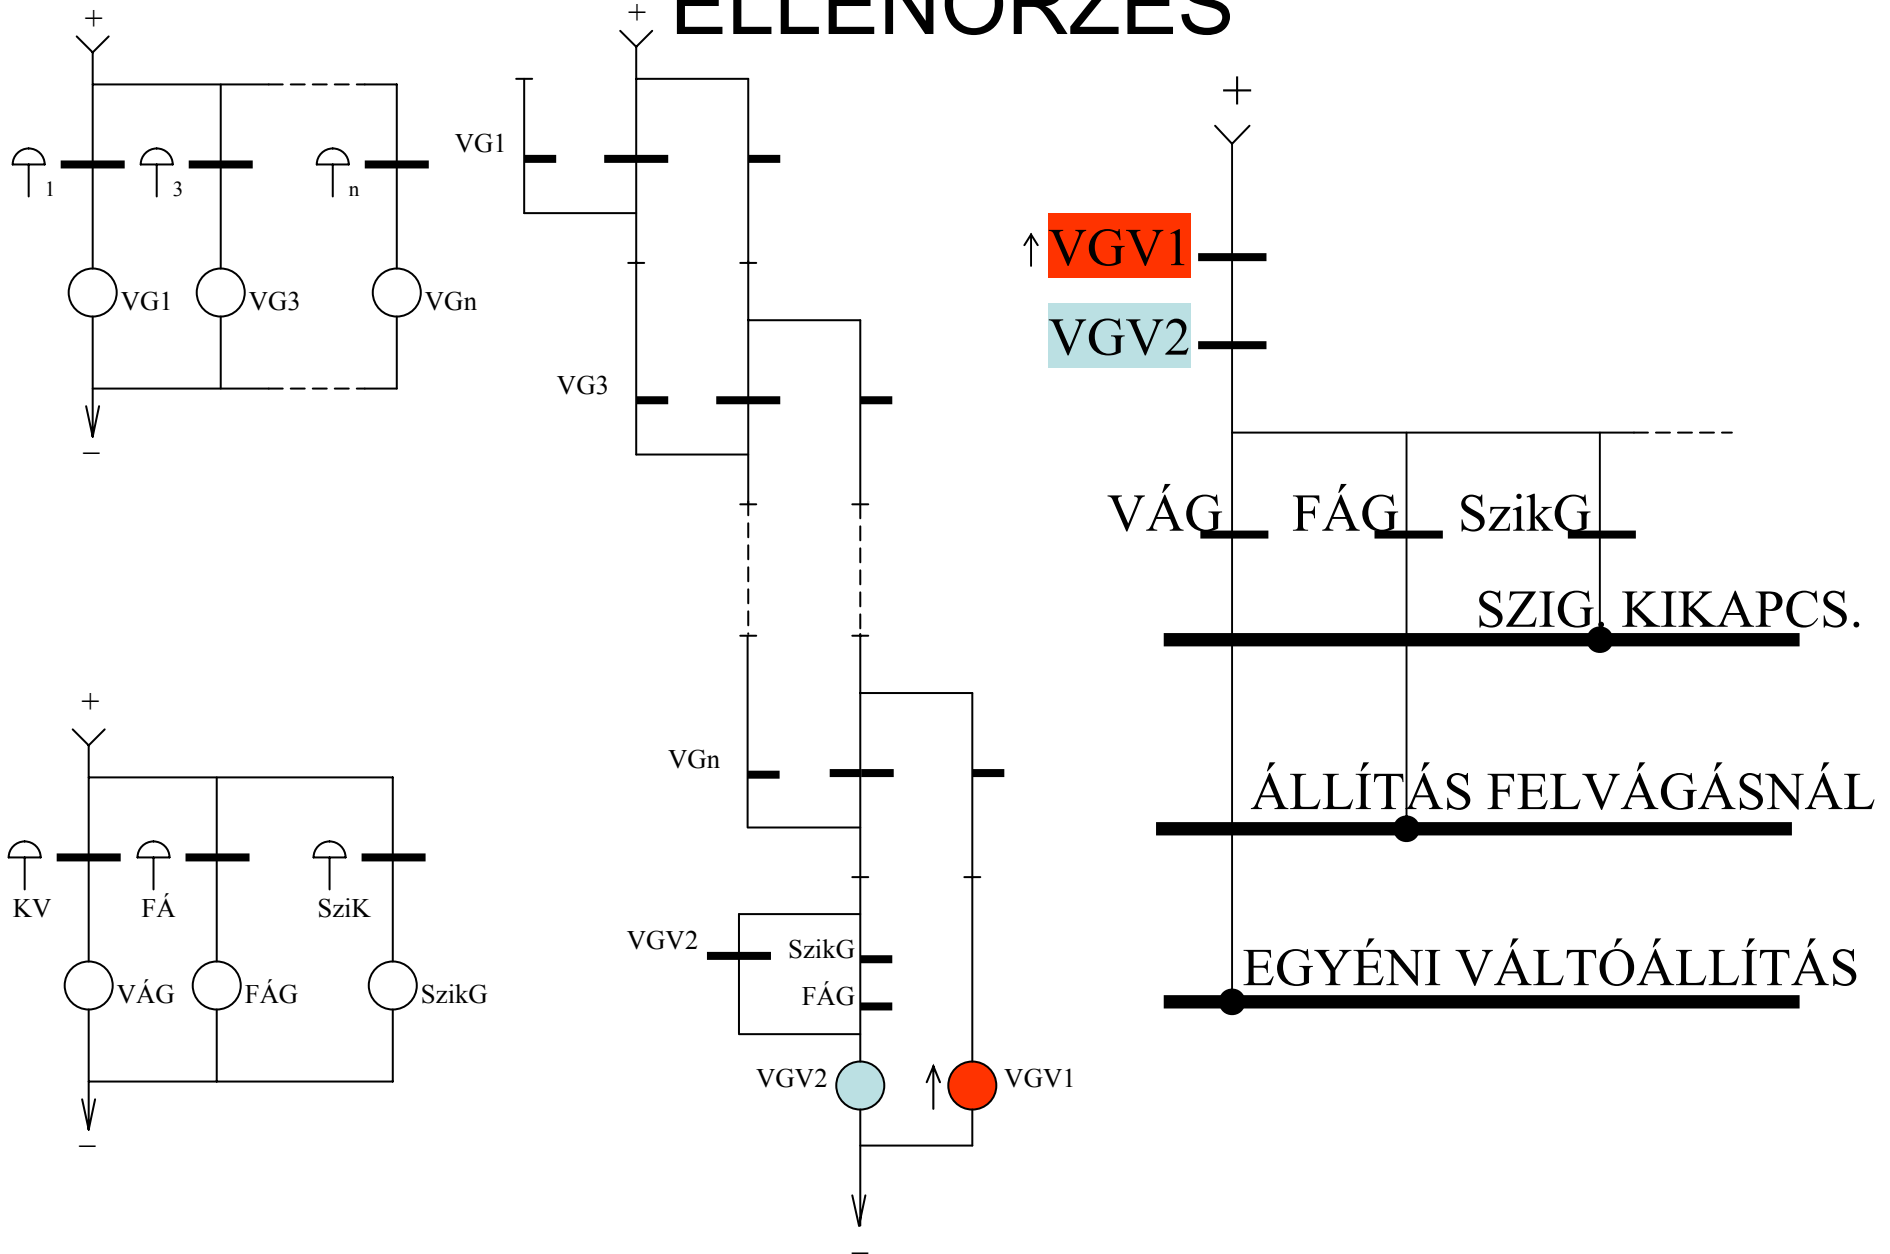 ELLENŐRZÉS
+
1
3
n
VG1
VG3
VGn
–
+
KV
FÁ
SziK
VÁG
FÁG
SzikG
–
+
VG1
VG3
VGn
VGV2
SzikG
FÁG
VGV2
VGV1
–
+
VGV1
VGV2
VÁG
FÁG
SzikG
SZIG. KIKAPCS.
ÁLLÍTÁS FELVÁGÁSNÁL
EGYÉNI VÁLTÓÁLLÍTÁS